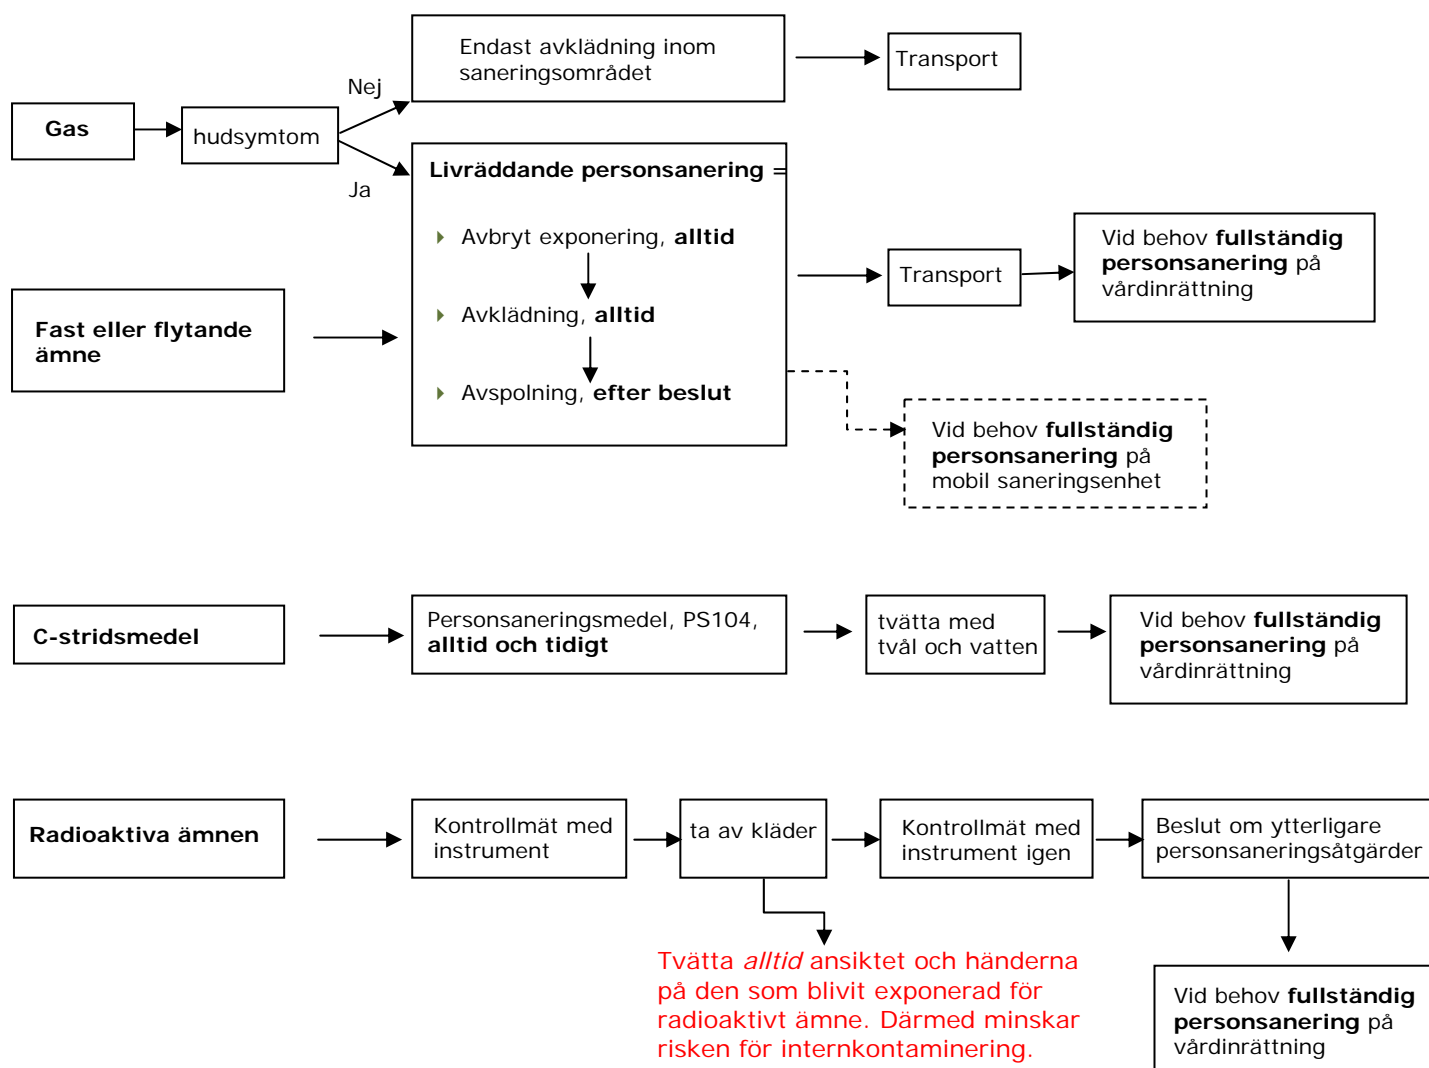 Endast avklädning inom
saneringsområdet
Transport
Nej
Gas
hudsymtom
Ja
Livräddande personsanering =
Avbryt exponering, alltid
Avklädning, alltid
Avspolning, efter beslut
Transport
Vid behov fullständig
personsanering på
vårdinrättning
Fast eller flytande
ämne
Vid behov fullständig
personsanering på
mobil saneringsenhet
C-stridsmedel
Personsaneringsmedel, PS104,
alltid och tidigt
tvätta med
tvål och vatten
Vid behov fullständig
personsanering på
vårdinrättning
Radioaktiva ämnen
Kontrollmät med
instrument
ta av kläder
Kontrollmät med
instrument igen
Beslut om ytterligare
personsaneringsåtgärder
Tvätta alltid ansiktet och händerna
på den som blivit exponerad för
radioaktivt ämne. Därmed minskar
risken för internkontaminering.
Vid behov fullständig
personsanering på
vårdinrättning